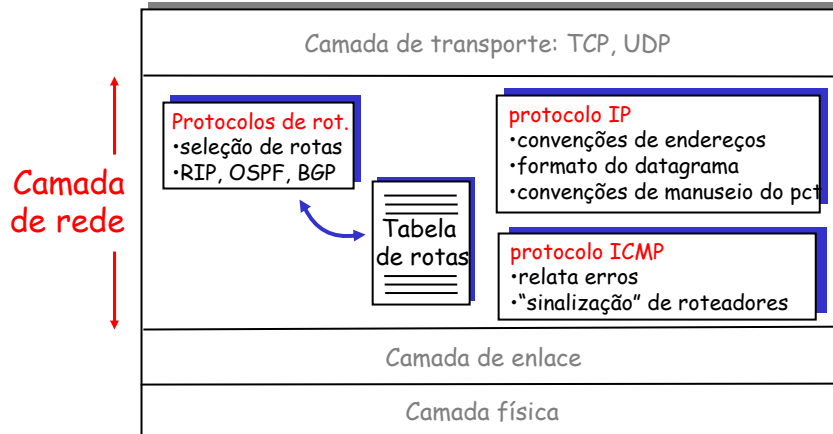 Camada de transporte: TCP, UDP
Camada
de rede
Protocolos de rot.
•seleção de rotas
•RIP, OSPF, BGP
Tabela
de rotas
protocolo IP
•convenções de endereços
•formato do datagrama
•convenções de manuseio do pct
protocolo ICMP
•relata erros
•“sinalização” de roteadores
Camada de enlace
Camada física